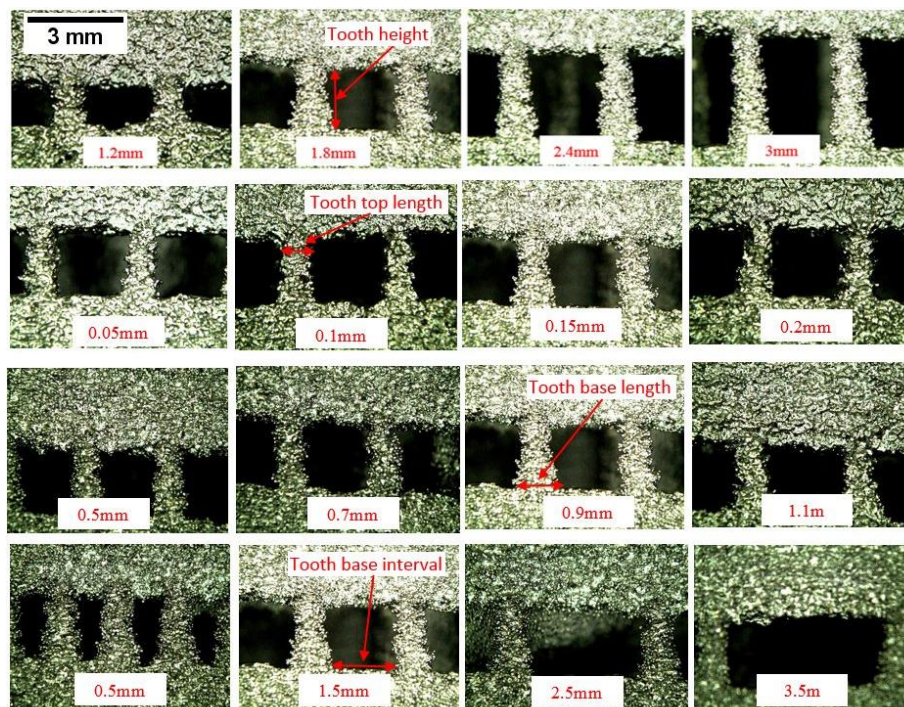 3 mm
Tooth height
1.2mm
1.8mm
2.4mm
3mm
Tooth top length
0.05mm
0.1mm
0.15mm
0.2mm
Tooth base length
0.5mm
0.7mm
0.9mm
1.1m
Tooth base interval
0.5mm
1.5mm
2.5mm
3.5m